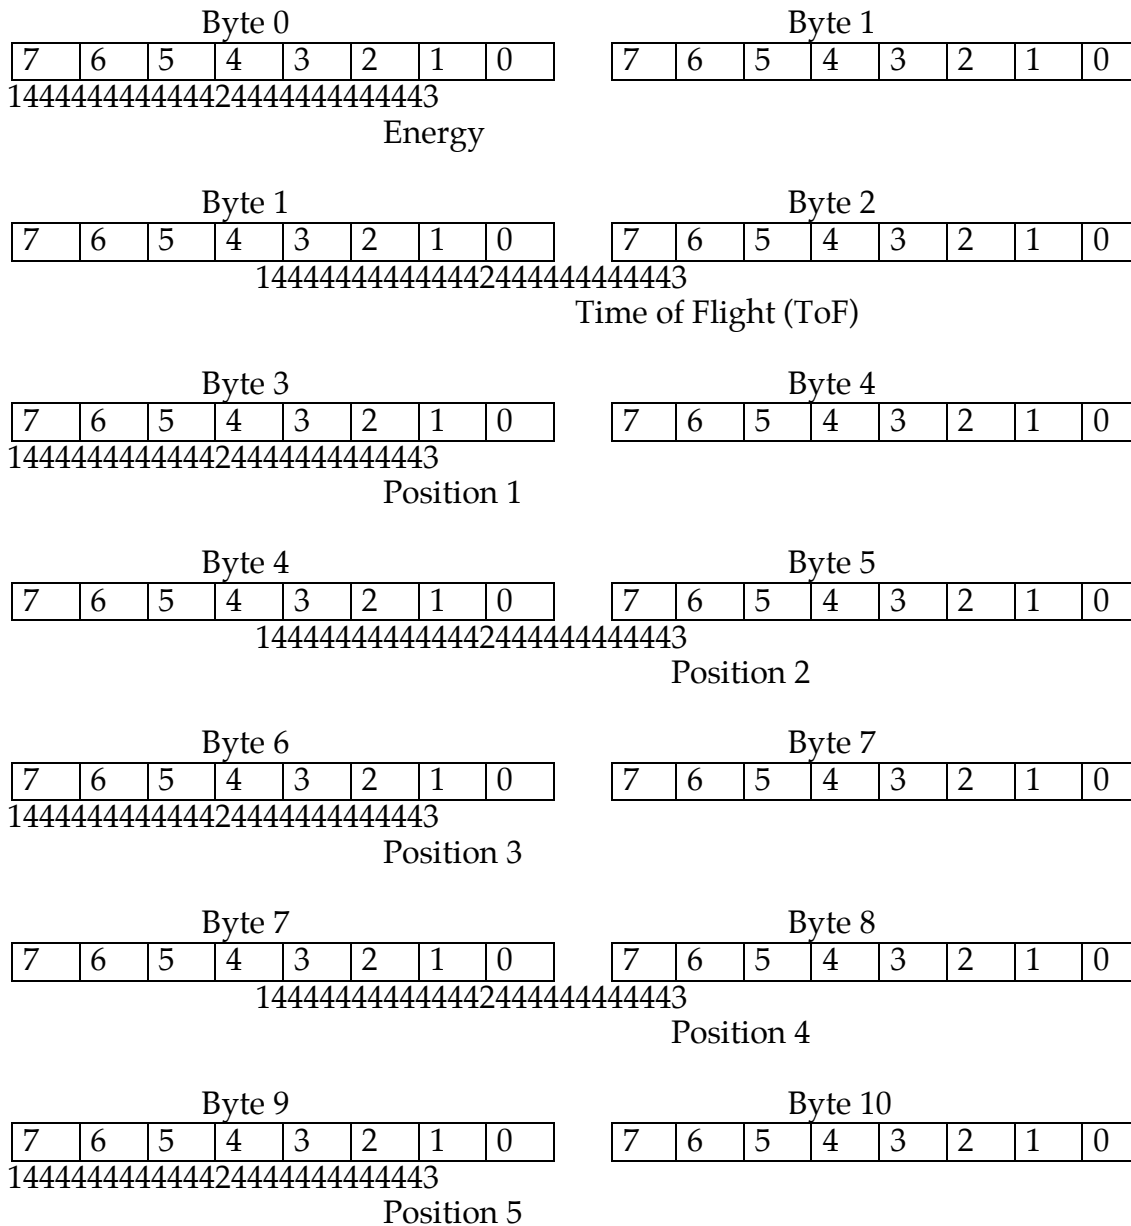 Byte 0 Byte 1
7 6 5 4 3 2 1 0 7 6 5 4 3 2 1 0
1444444444444424444444444443
Energy
Byte 1 Byte 2
7 6 5 4 3 2 1 0 7 6 5 4 3 2 1 0
1444444444444442444444444443
Time of Flight (ToF)
Byte 3 Byte 4
7 6 5 4 3 2 1 0 7 6 5 4 3 2 1 0
1444444444444424444444444443
Position 1
Byte 4 Byte 5
7 6 5 4 3 2 1 0 7 6 5 4 3 2 1 0
1444444444444442444444444443
Position 2
Byte 6 Byte 7
7 6 5 4 3 2 1 0 7 6 5 4 3 2 1 0
1444444444444424444444444443
Position 3
Byte 7 Byte 8
7 6 5 4 3 2 1 0 7 6 5 4 3 2 1 0
1444444444444442444444444443
Position 4
Byte 9 Byte 10
7 6 5 4 3 2 1 0 7 6 5 4 3 2 1 0
1444444444444424444444444443
Position 5